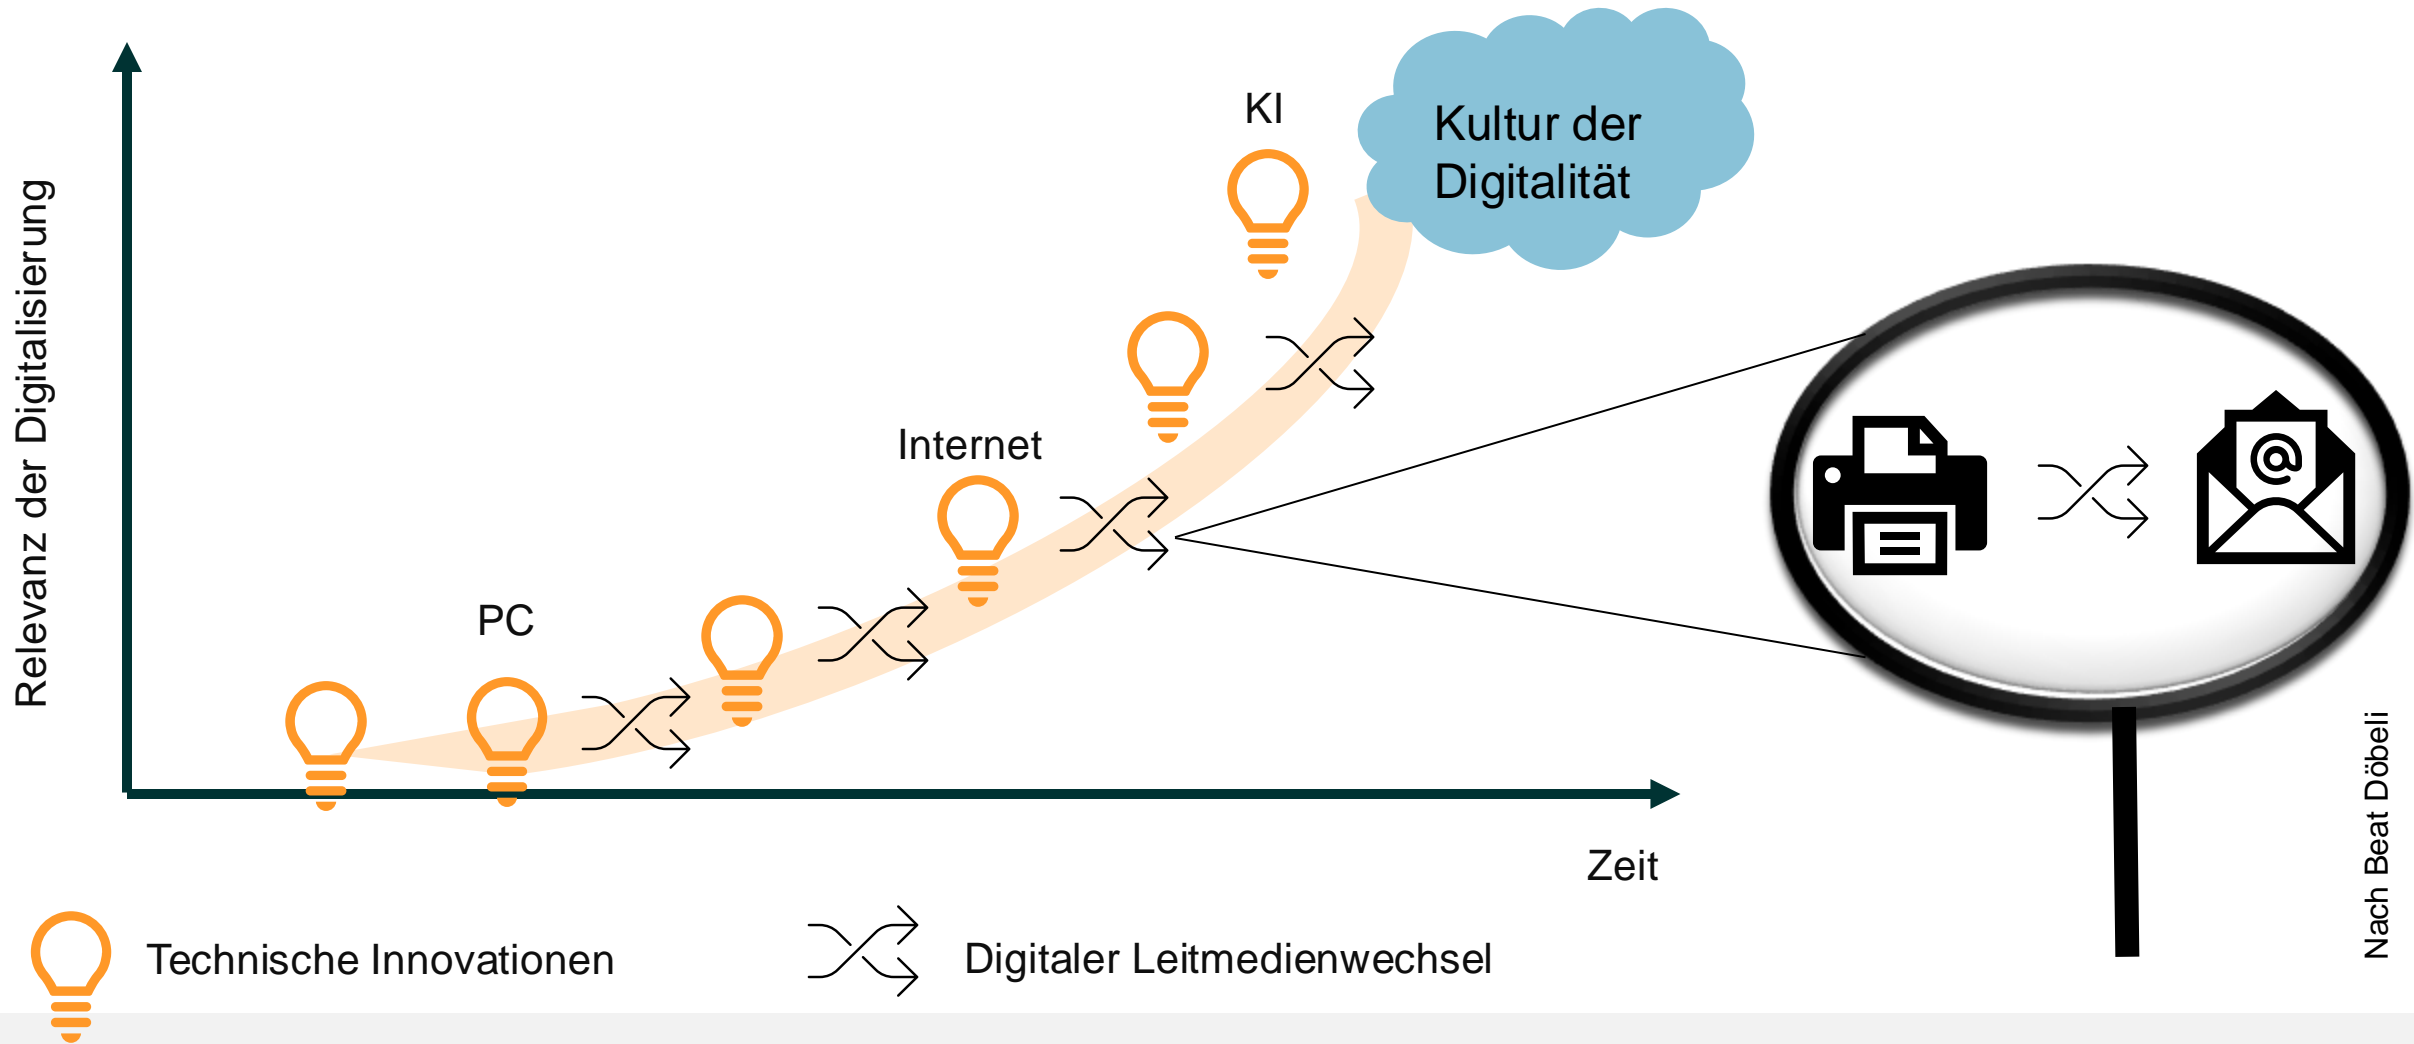 KI
Kultur der
Digitalität
Relevanz der Digitalisierung
Internet
PC
@
Zeit
Nach Beat Döbeli
Technische Innovationen
Digitaler Leitmedienwechsel